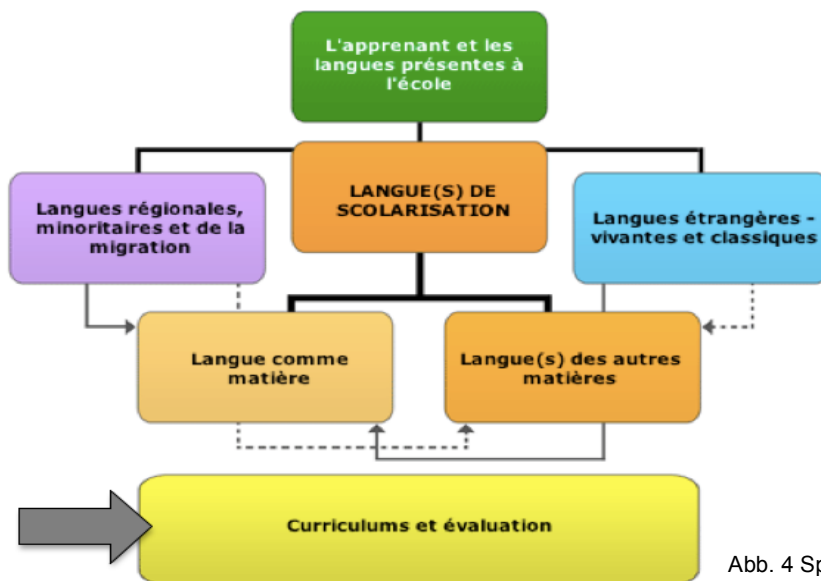 L'apprenant et les
langues présentes à
l'école
LANGUE(S) DE
SCOLARISATION
Langues régionales,
minoritaires et de la
migration
Langues étrangères -
vivantes et classiques
Langue comme
matière
Langue(s) des autres
matières
Curriculums et évaluation
Abb. 4 Sp